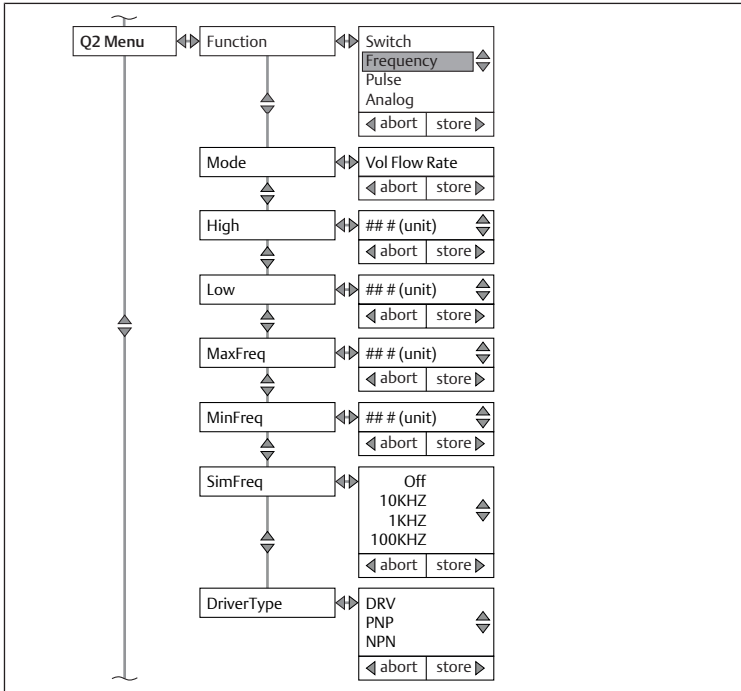 Q2 Menu
Function
Switch
Frequency
Pulse
Analog
abort store
Mode
Vol Flow Rate
abort store
High
## # (unit)
abort store
Low
## # (unit)
abort store
MaxFreq
## # (unit)
abort store
MinFreq
## # (unit)
abort store
SimFreq
Off
10KHZ
1KHZ
100KHZ
abort store
DriverType
DRV
PNP
NPN
abort store